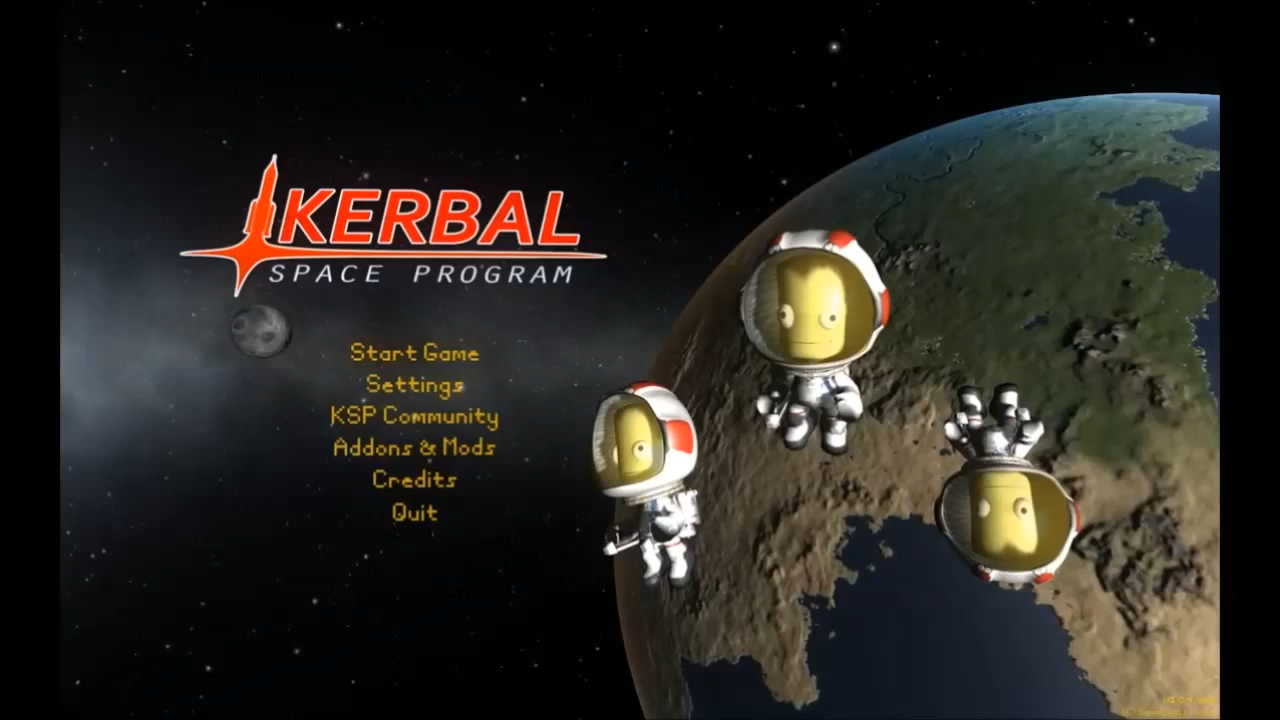 KERBAL
SPACE PROGRAM
Start Game
Settings
KSP Community
Addons & Mods
Credits
Quit